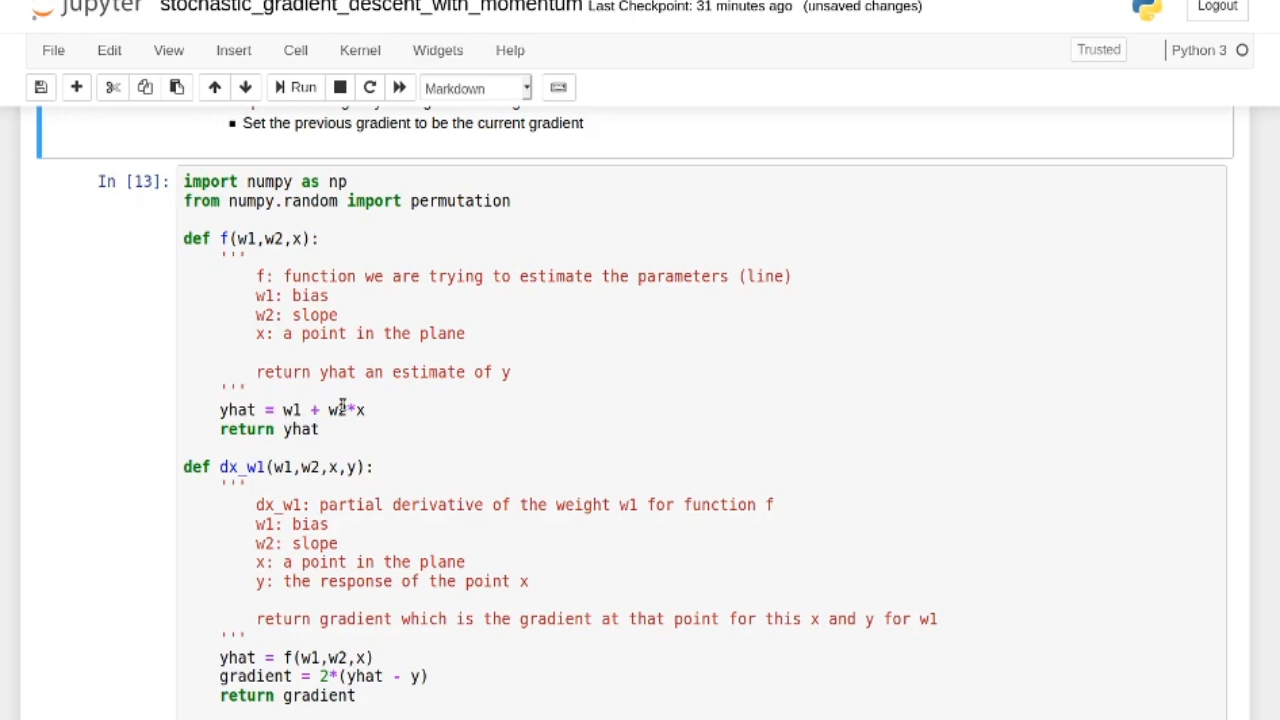 jupyter stochastic_gradient_descent_with_momentum Last Checkpoint: 31 minutes ago (unsaved changes) Logout
File Edit View Insert Cell Kernel Widgets Help Trusted Python 3
Run Markdown
Set the previous gradient to be the current gradient
In [13]:
import numpy as np
from numpy.random import permutation
def f(w1,w2,x):
'''
f: function we are trying to estimate the parameters (line)
w1: bias
w2: slope
x: a point in the plane
return yhat an estimate of y
'''
yhat = w1 + w2*x
return yhat
def dx_w1(w1,w2,x,y):
'''
dx_w1: partial derivative of the weight w1 for function f
w1: bias
w2: slope
x: a point in the plane
y: the response of the point x
return gradient which is the gradient at that point for this x and y for w1
'''
yhat = f(w1,w2,x)
gradient = 2*(yhat - y)
return gradient